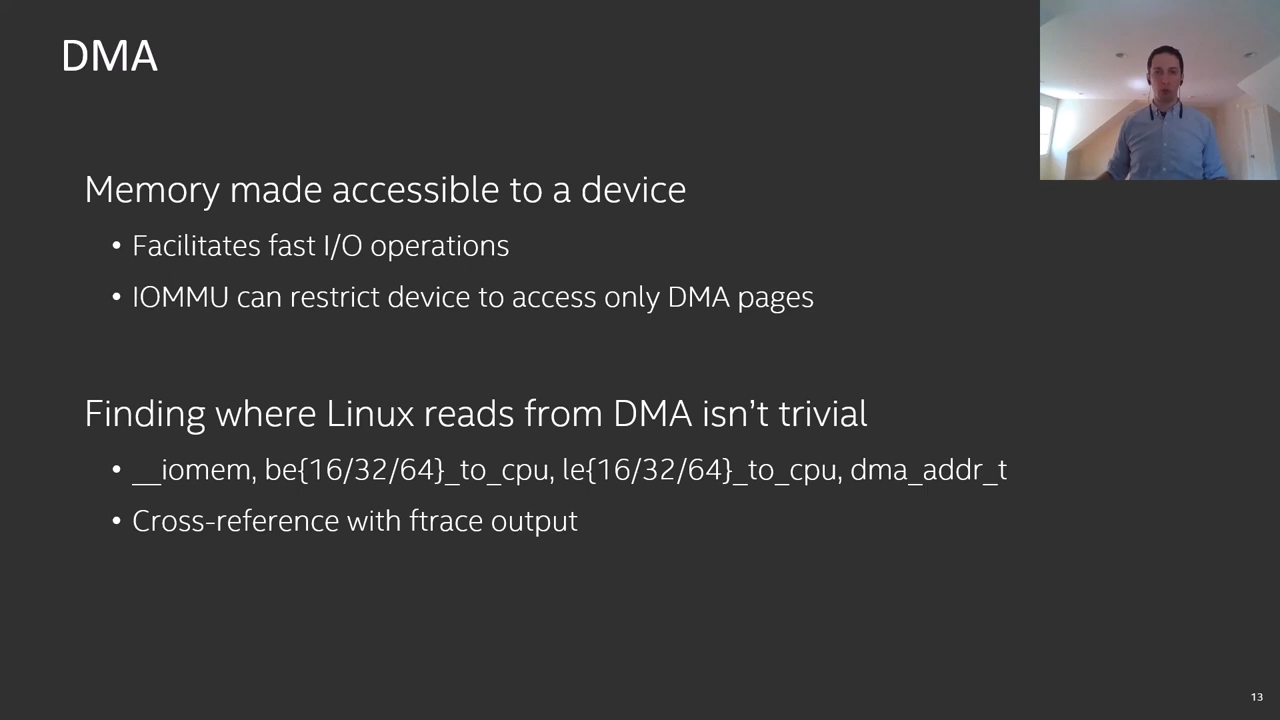 DMA
Memory made accessible to a device
• Facilitates fast I/O operations
• IOMMU can restrict device to access only DMA pages
Finding where Linux reads from DMA isn’t trivial
• __iomem, be{16/32/64}_to_cpu, le{16/32/64}_to_cpu, dma_addr_t
• Cross-reference with ftrace output
13